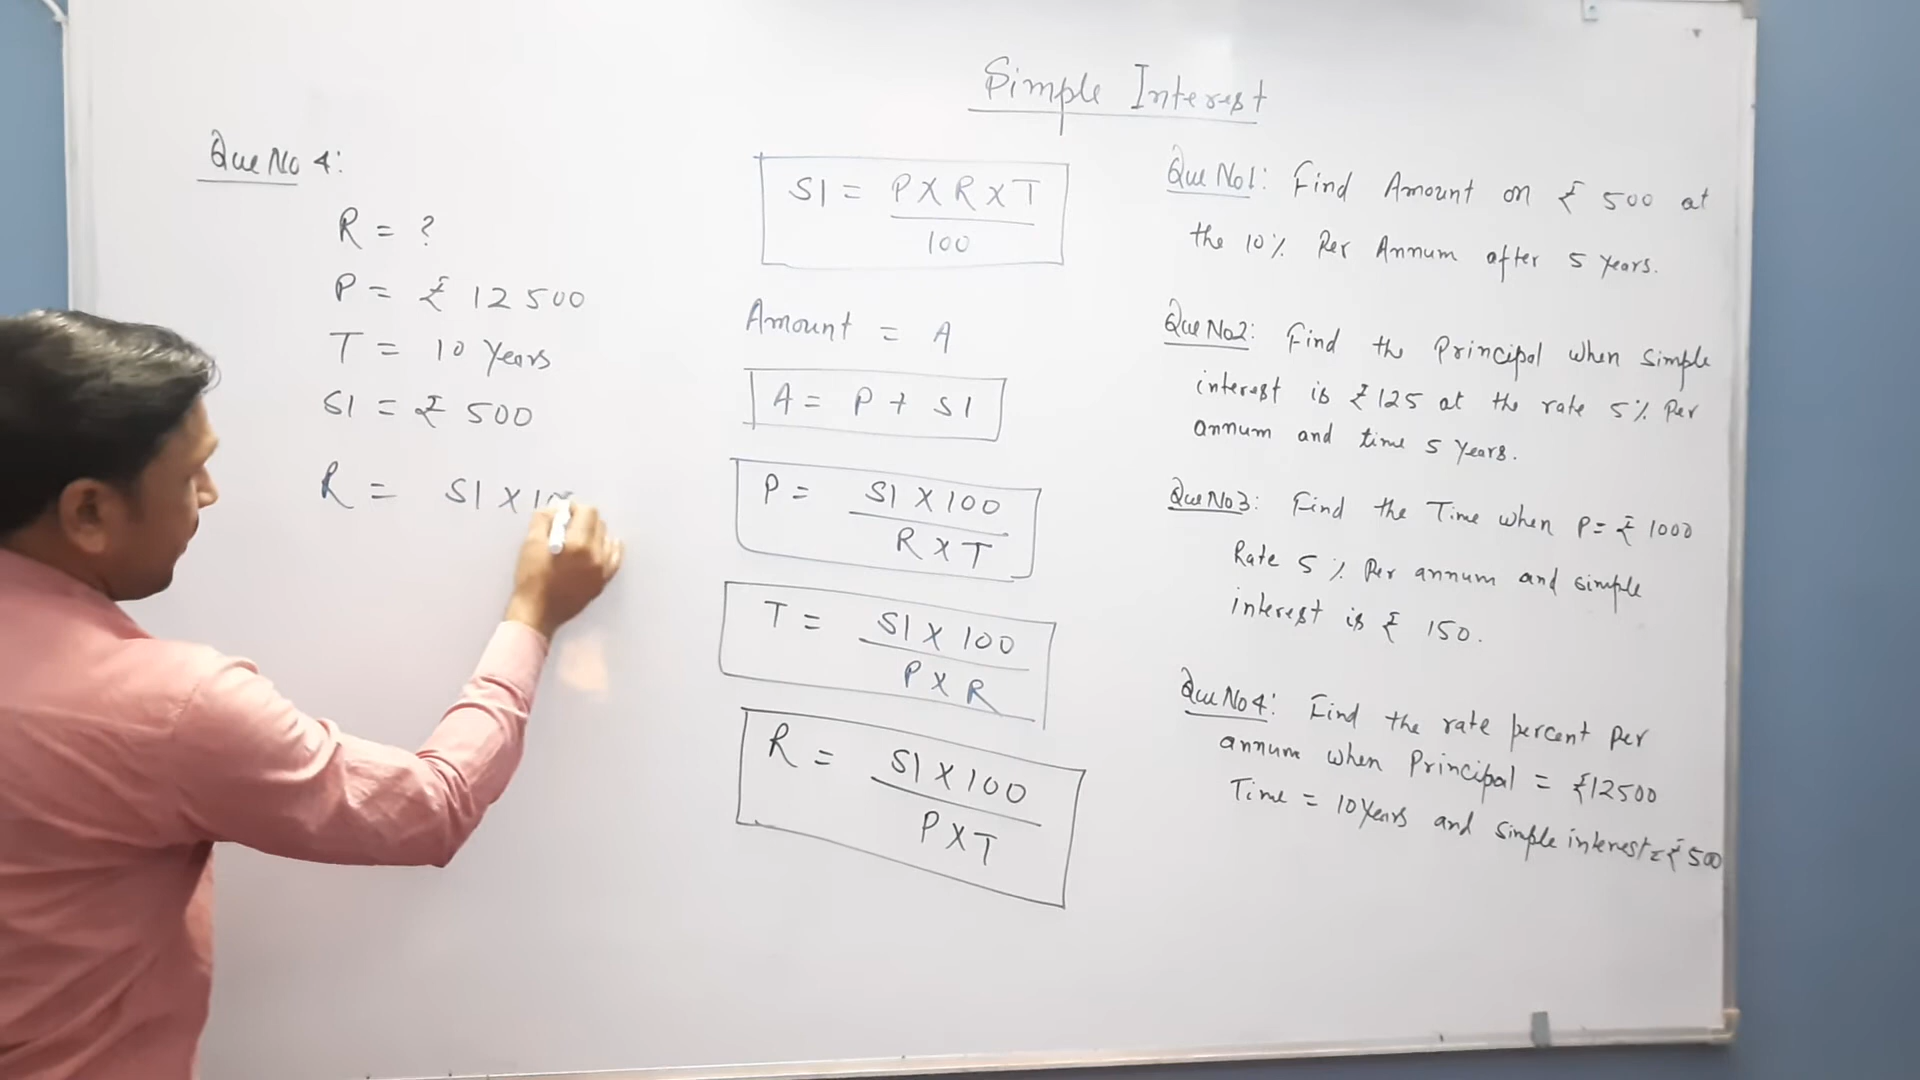 Simple Interest
Que No 4:
R = ?
P = ₹ 12500
T = 10 Years
SI = ₹ 500
R = SI X 10
SI = P X R X T
100
Amount = A
A = P + SI
P = SI X 100
R X T
T = SI X 100
P X R
R = SI X 100
P X T
Que No1: Find Amount on ₹ 500 at
the 10% Per Annum after 5 years.
Que No2: Find the Principal when simple
interest is ₹ 125 at the rate 5% Per
annum and time 5 years.
Que No3: Find the Time when P = ₹ 1000
Rate 5 % Per annum and simple
interest is ₹ 150.
Que No4: Find the rate percent Per
annum when Principal = ₹12500
Time = 10 Years and simple interest = ₹ 500